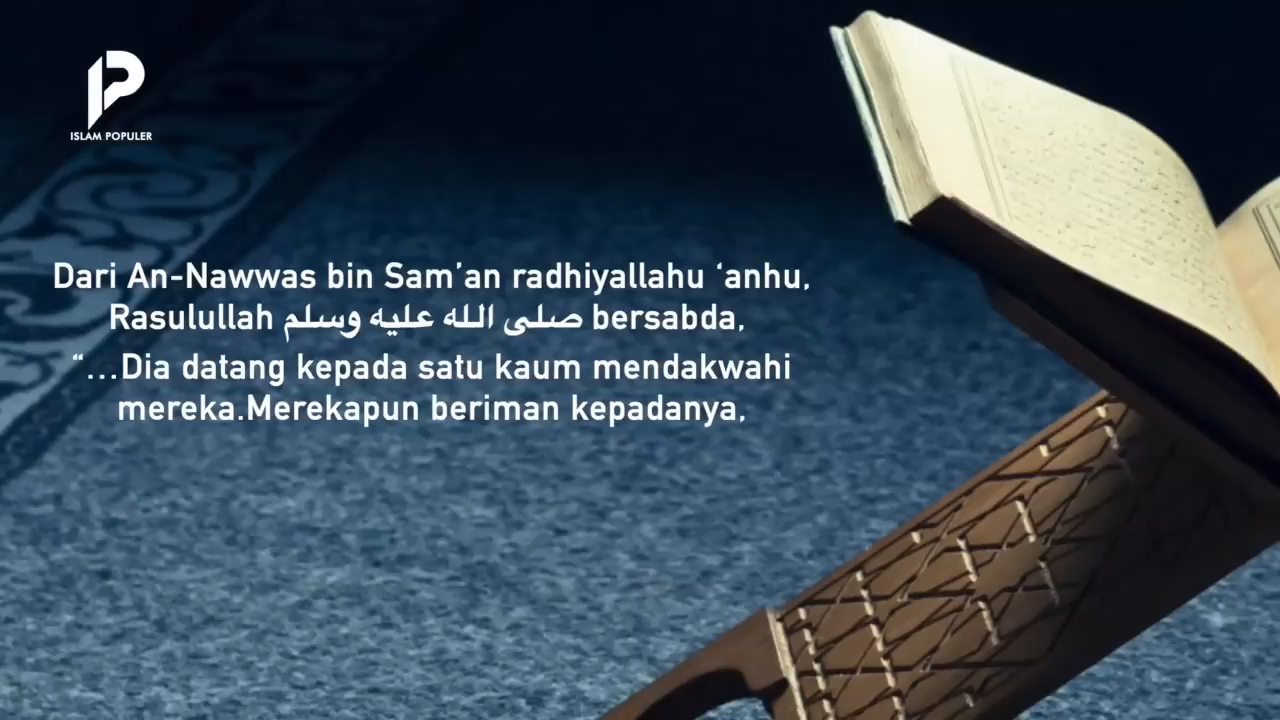 ISLAM POPULER
Dari An-Nawwas bin Sam’an radhiyallahu ‘anhu,
Rasulullah صلى الله عليه وسلم bersabda,
“...Dia datang kepada satu kaum mendakwahi
mereka.Merekapun beriman kepadanya,